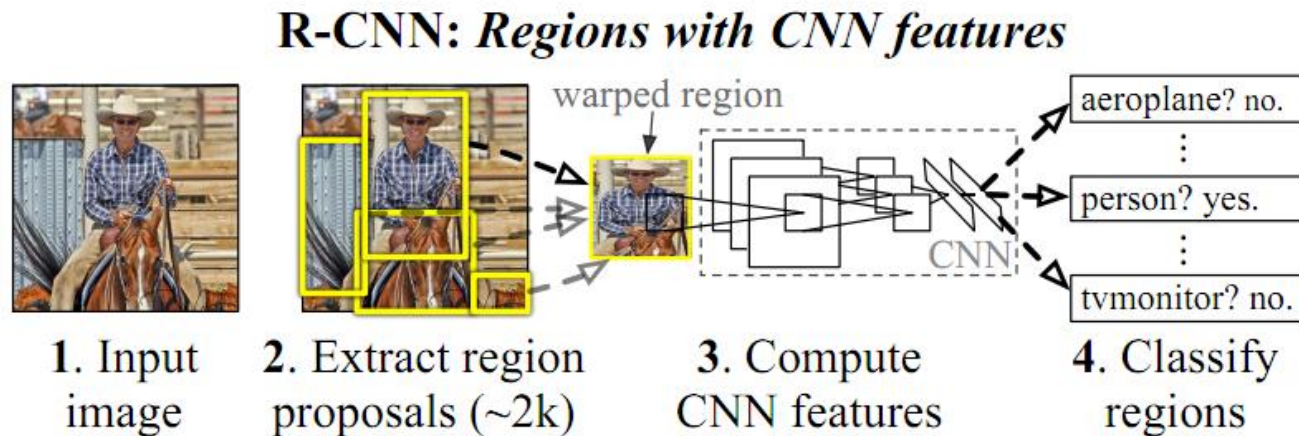 R-CNN: Regions with CNN features
warped region
aeroplane? no.
⋮
person? yes.
⋮
tvmonitor? no.
CNN
1. Input
image
2. Extract region
proposals (~2k)
3. Compute
CNN features
4. Classify
regions